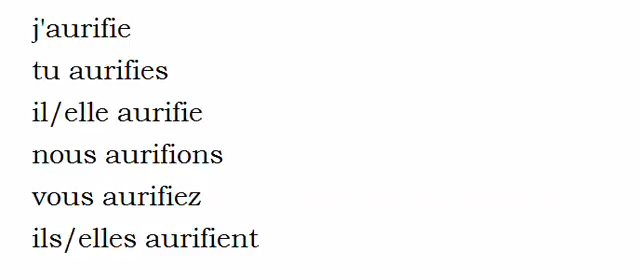 j'aurifie
tu aurifies
il/elle aurifie
nous aurifions
vous aurifiez
ils/elles aurifient